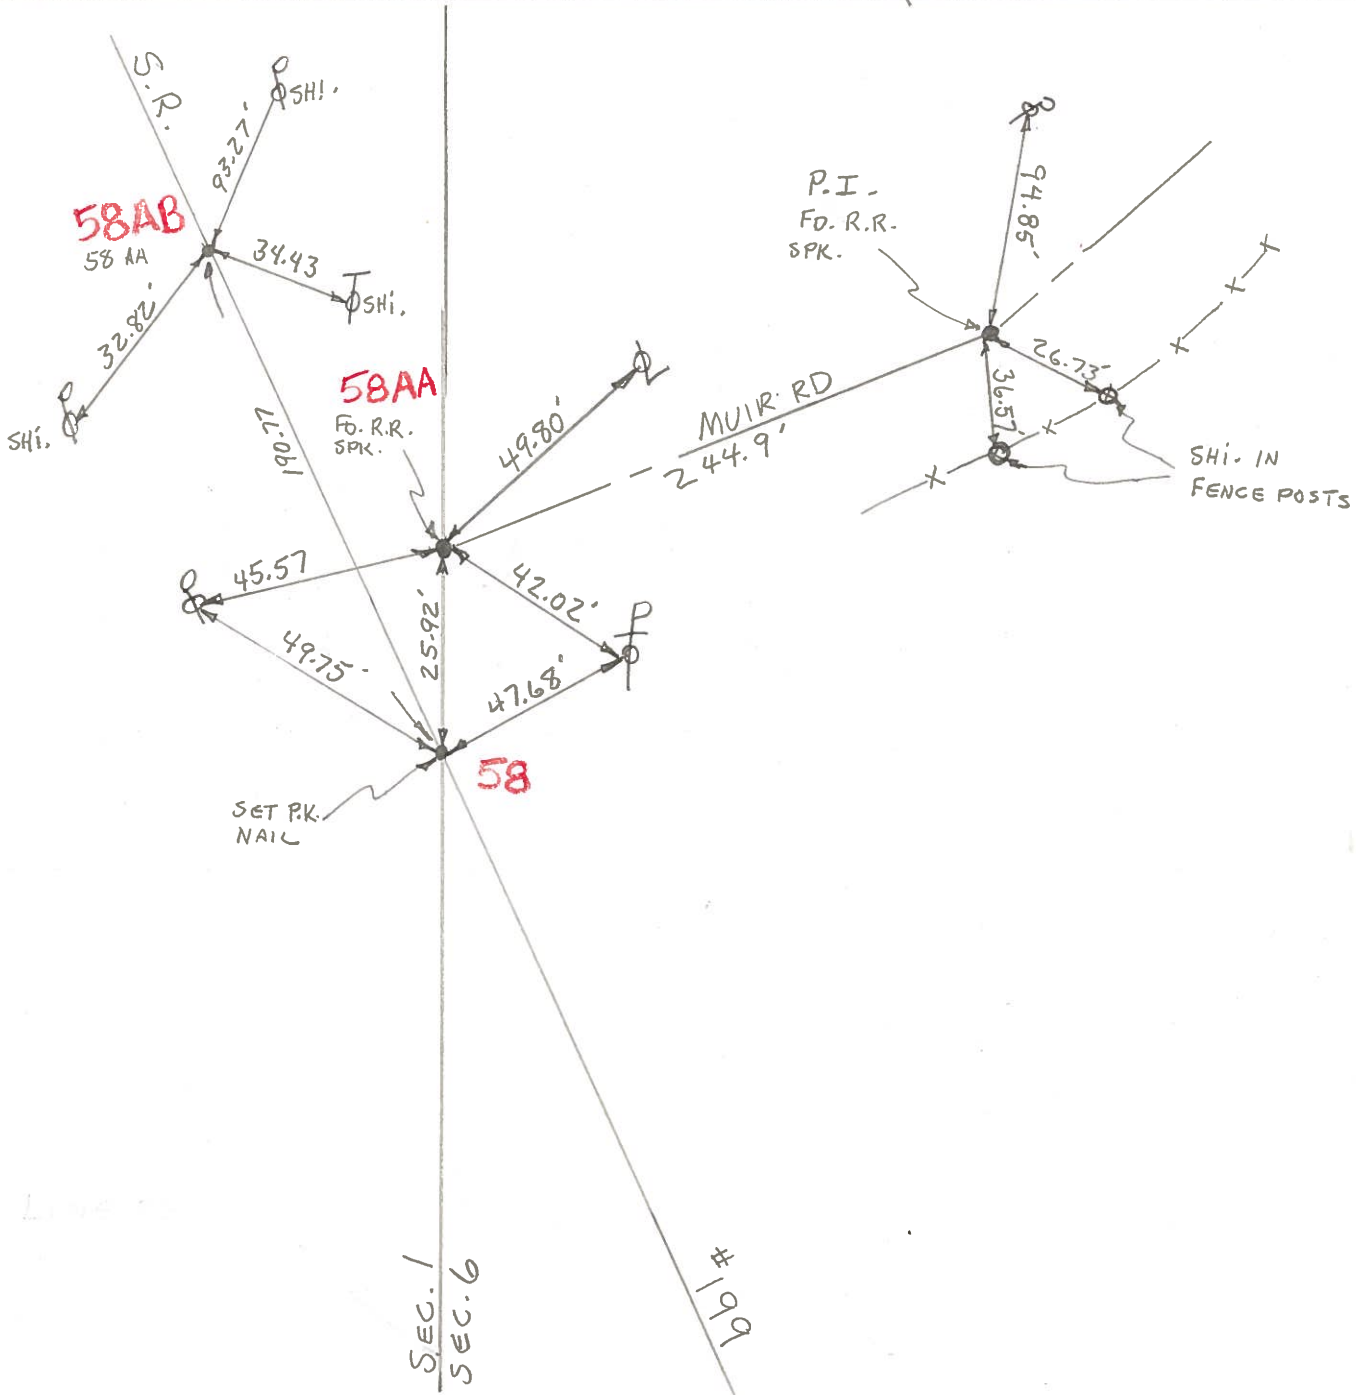 S.R.
SH!.
93.27'
58AB
58 AA
34.43
SHi.
32.82'
SHi.
190.77
58AA
FD. R.R.
SPK.
49.80'
45.57
42.02'
25.92'
49.75'
47.68'
58
SET P.K.
NAIL
MUIR RD
244.9'
P.I.
FD. R.R.
SPK.
94.85'
26.73'
36.57'
SHi. IN
FENCE POSTS
SEC. 1
SEC. 6
# 199